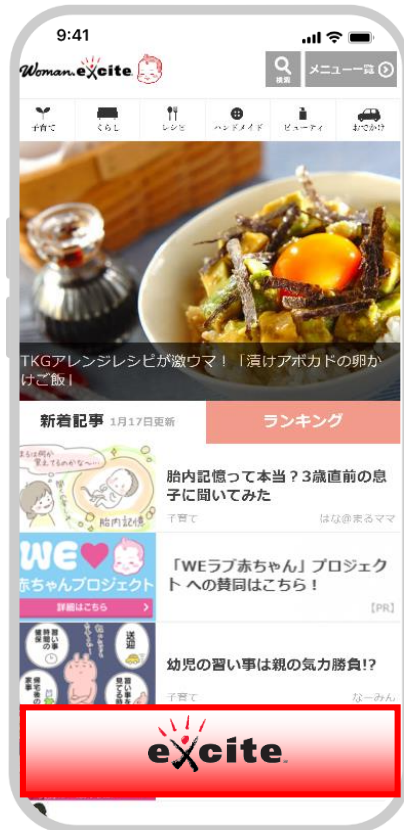 9:41
Woman.excite
検索
メニュー一覧
子育て
くらし
レシピ
ハンドメイド
ビューティ
おでかけ
TKGアレンジレシピが激ウマ！「漬けアボカドの卵か
けご飯」
新着記事 1月17日更新
ランキング
胎内記憶
胎内記憶って本当？3歳直前の息
子に聞いてみた
子育て
はな@来るママ
WE
赤ちゃんプロジェクト
詳細はこちら
「WEラブ赤ちゃん」プロジェク
ト への賛同はこちら！
[PR]
送迎
幼児の習い事は親の気力勝負!?
子育て
なーみん
excite